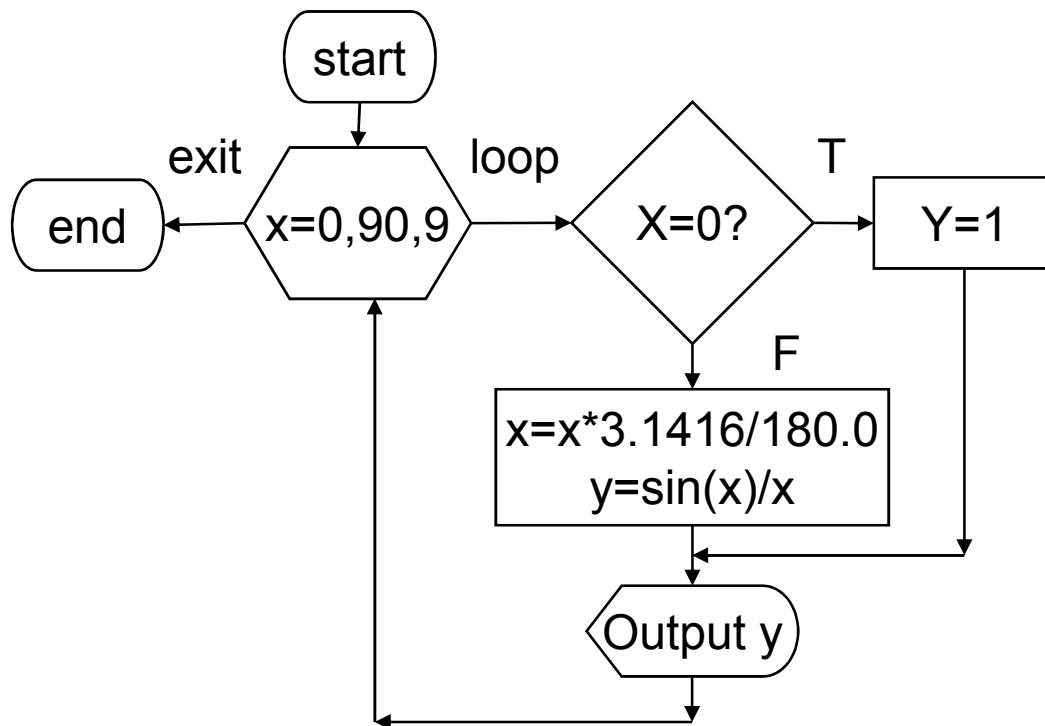 start
exit
loop
T
end
x=0,90,9
X=0?
Y=1
F
x=x*3.1416/180.0
y=sin(x)/x
Output y